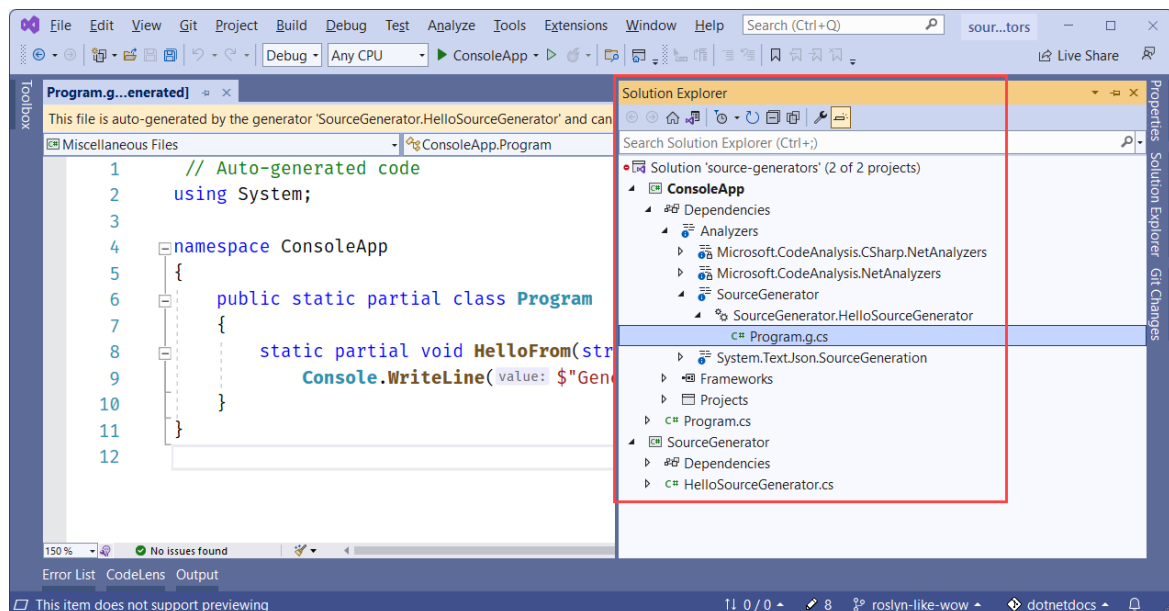 File Edit View Git Project Build Debug Test Analyze Tools Extensions Window Help Search (Ctrl+Q) sour...tors
Debug Any CPU ConsoleApp Live Share
Toolbox
Program.g...enerated]
This file is auto-generated by the generator 'SourceGenerator.HelloSourceGenerator' and can
Miscellaneous Files ConsoleApp.Program
1 // Auto-generated code
2 using System;
3
4 namespace ConsoleApp
5 {
6 public static partial class Program
7 {
8 static partial void HelloFrom(str
9 Console.WriteLine(value: $"Gene
10 }
11 }
12
150 % No issues found
Solution Explorer
Search Solution Explorer (Ctrl+;)
Solution 'source-generators' (2 of 2 projects)
C# ConsoleApp
Dependencies
Analyzers
Microsoft.CodeAnalysis.CSharp.NetAnalyzers
Microsoft.CodeAnalysis.NetAnalyzers
SourceGenerator
SourceGenerator.HelloSourceGenerator
C# Program.g.cs
System.Text.Json.SourceGeneration
Frameworks
Projects
C# Program.cs
C# SourceGenerator
Dependencies
C# HelloSourceGenerator.cs
Properties
Solution Explorer
Git Changes
Error List CodeLens Output
This item does not support previewing 0 / 0 8 roslyn-like-wow dotnetdocs